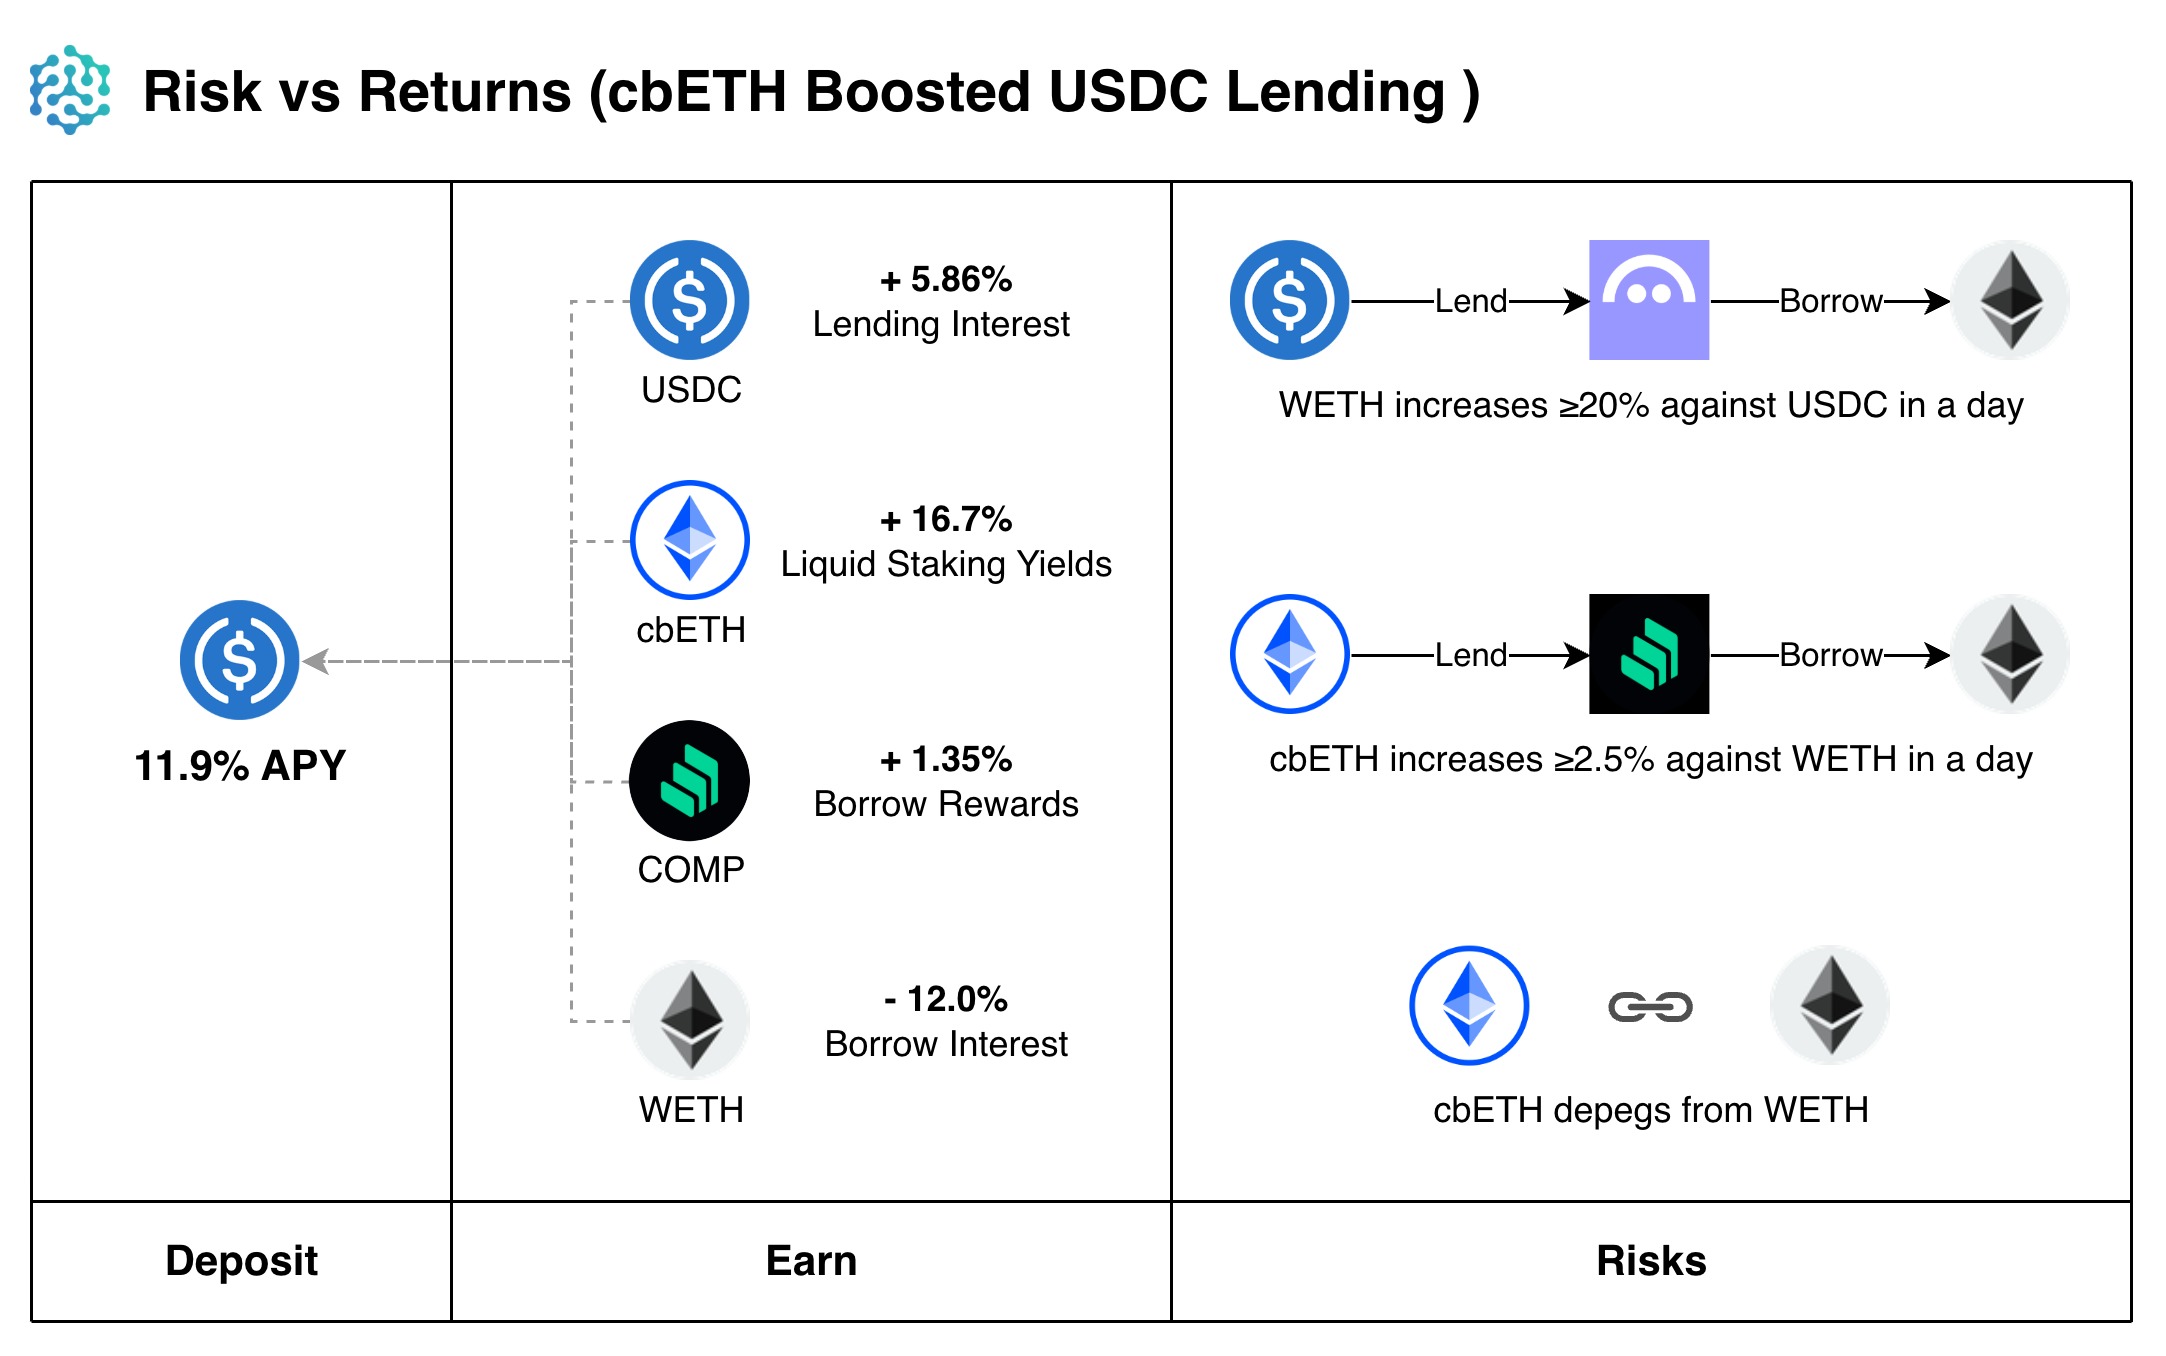 Risk vs Returns (cbETH Boosted USDC Lending )
11.9% APY
+ 5.86%
Lending Interest
USDC
+ 16.7%
Liquid Staking Yields
cbETH
+ 1.35%
Borrow Rewards
COMP
- 12.0%
Borrow Interest
WETH
Lend
Borrow
WETH increases ≥20% against USDC in a day
Lend
Borrow
cbETH increases ≥2.5% against WETH in a day
cbETH depegs from WETH
Deposit
Earn
Risks